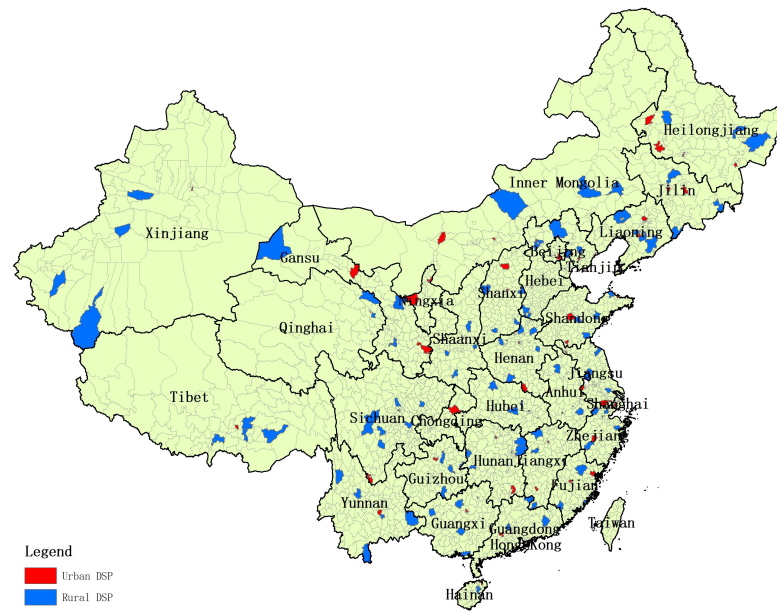 Heilongjiang
Inner Mongolia
Jilin
Xinjiang
Liaoning
Gansu
Beijing
Tianjin
Hebei
Ningxia
Shanxi
Shandong
Qinghai
Shaanxi
Henan
Jiangsu
Tibet
Anhui
Shanghai
Sichuan
Chongqing
Hubei
Zhejiang
Hunan
Jiangxi
Guizhou
Fujian
Yunnan
Guangxi
Guangdong
Taiwan
Hong Kong
Hainan
Legend
Urban DSP
Rural DSP